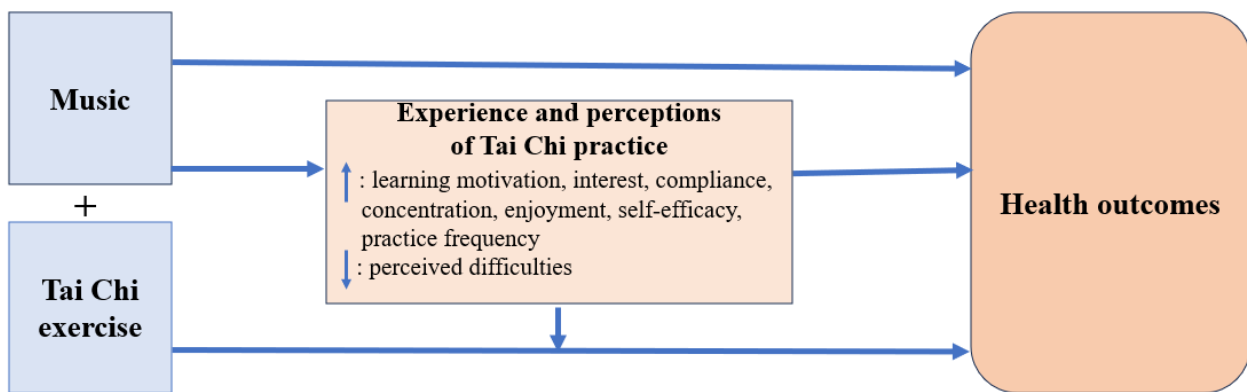 Music
+
Tai Chi
exercise
Experience and perceptions
of Tai Chi practice
↑ : learning motivation, interest, compliance,
concentration, enjoyment, self-efficacy,
practice frequency
↓ : perceived difficulties
Health outcomes